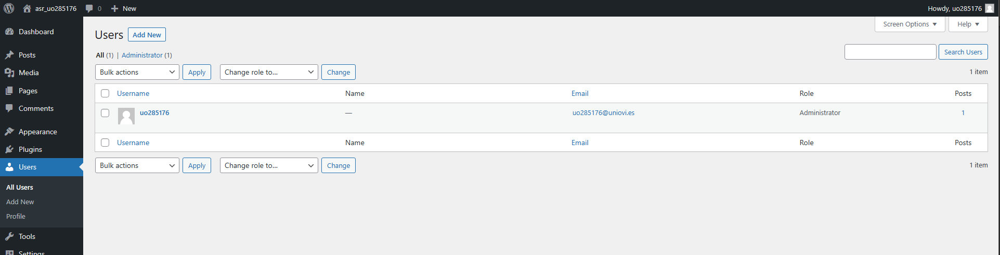 asr_uo285176 0 New Howdy, uo285176
Dashboard
Posts
Media
Pages
Comments
Appearance
Plugins
Users
All Users
Add New
Profile
Tools
Settings
Screen Options Help
Users Add New
All (1) | Administrator (1)
Search Users
Bulk actions Apply Change role to... Change 1 item
Username Name Email Role Posts
uo285176 — uo285176@uniovi.es Administrator 1
Username Name Email Role Posts
Bulk actions Apply Change role to... Change 1 item